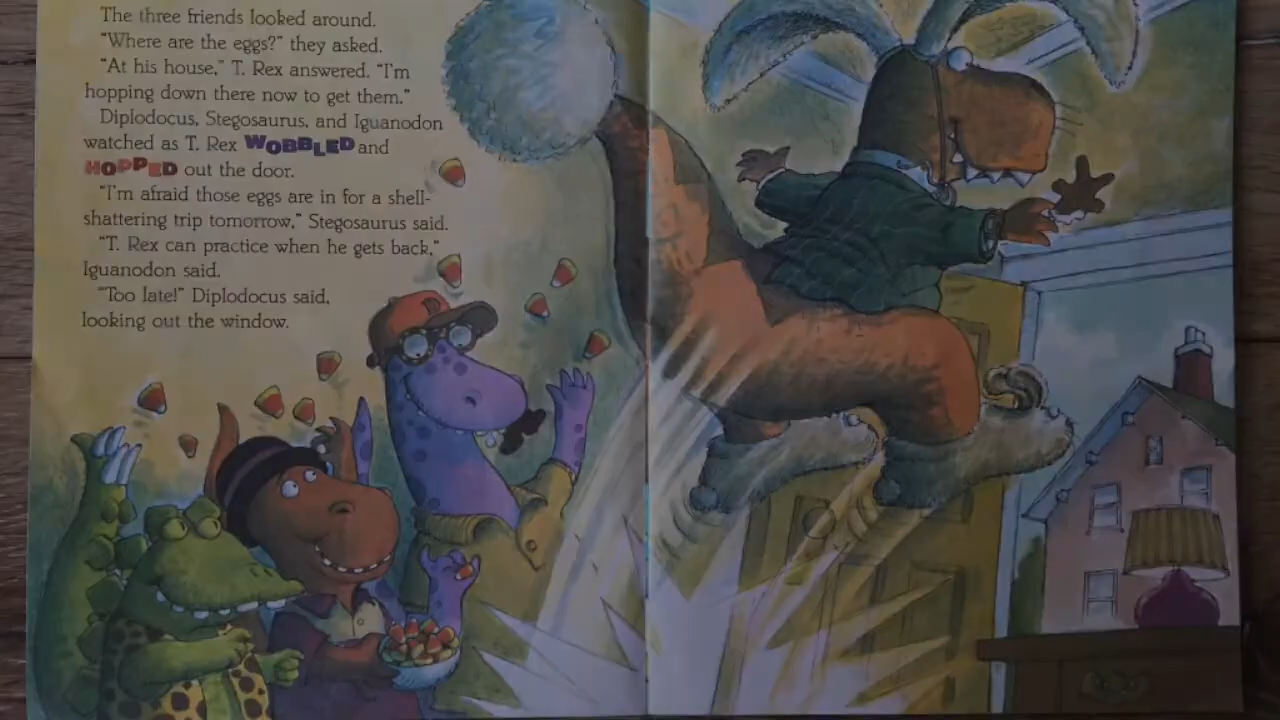 The three friends looked around.
"Where are the eggs?" they asked.
"At his house," T. Rex answered. "I'm
hopping down there now to get them."
Diplodocus, Stegosaurus, and Iguanodon
watched as T. Rex WOBBLED and
HOPPED out the door.
"I'm afraid those eggs are in for a shell-
shattering trip tomorrow," Stegosaurus said.
"T. Rex can practice when he gets back,"
Iguanodon said.
"Too late!" Diplodocus said,
looking out the window.